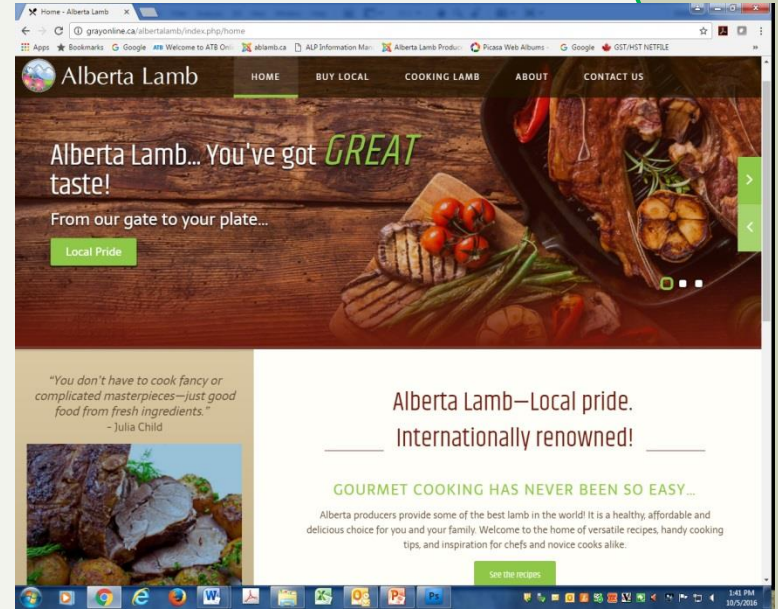 Home - Alberta Lamb
grayonline.ca/albertalamb/index.php/home
Apps Bookmarks Google ATB Welcome to ATB Onli ablamb.ca ALP Information Man Alberta Lamb Produc Picasa Web Albums - Google GST/HST NETFILE
Alberta Lamb HOME BUY LOCAL COOKING LAMB ABOUT CONTACT US
Alberta Lamb... You've got GREAT
taste!
From our gate to your plate...
Local Pride
"You don't have to cook fancy or
complicated masterpieces—just good
food from fresh ingredients."
- Julia Child
Alberta Lamb—Local pride.
Internationally renowned!
GOURMET COOKING HAS NEVER BEEN SO EASY...
Alberta producers provide some of the best lamb in the world! It is a healthy, affordable and
delicious choice for you and your family. Welcome to the home of versatile recipes, handy cooking
tips, and inspiration for chefs and novice cooks alike.
See the recipes
1:41 PM
10/5/2016